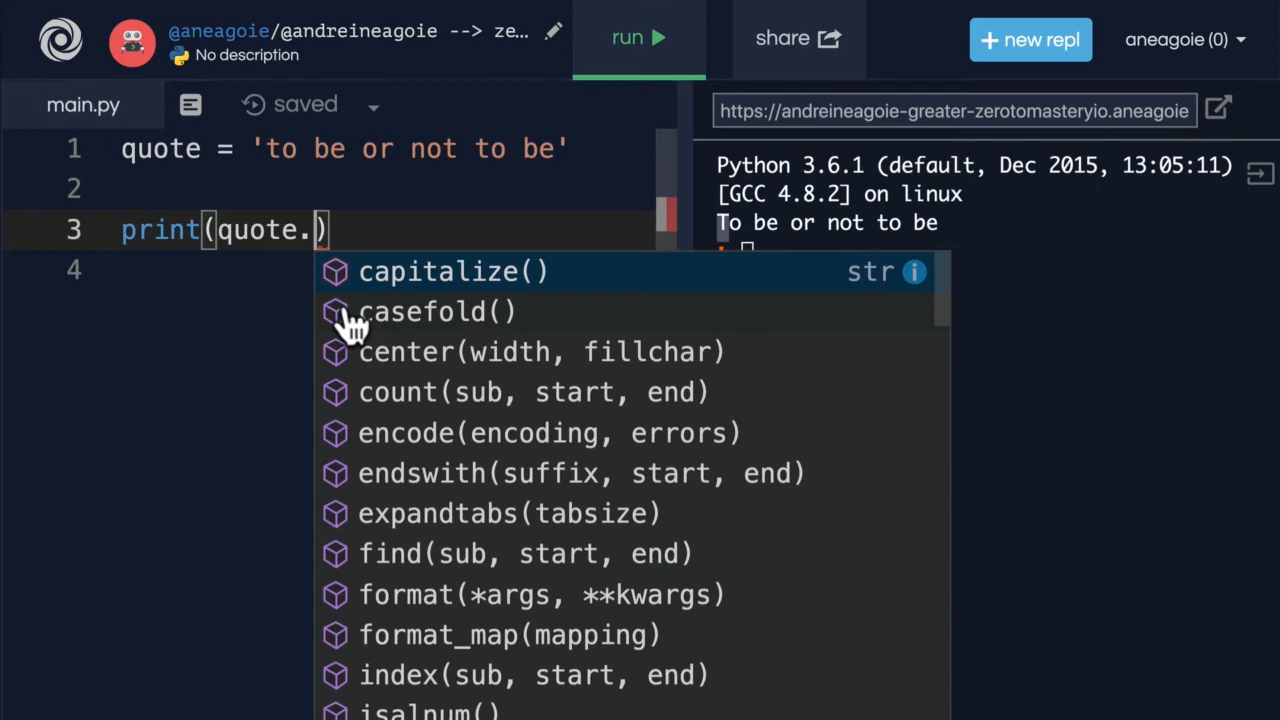 @aneagoie/@andreineagoie --> ze...
No description
run
share
+ new repl
aneagoie (0)
main.py
saved
https://andreineagoie-greater-zerotomasteryio.aneagoie
1 quote = 'to be or not to be'
2
3 print(quote.)
4
Python 3.6.1 (default, Dec 2015, 13:05:11)
[GCC 4.8.2] on linux
To be or not to be
capitalize() str i
casefold()
center(width, fillchar)
count(sub, start, end)
encode(encoding, errors)
endswith(suffix, start, end)
expandtabs(tabsize)
find(sub, start, end)
format(*args, **kwargs)
format_map(mapping)
index(sub, start, end)
isalnum()